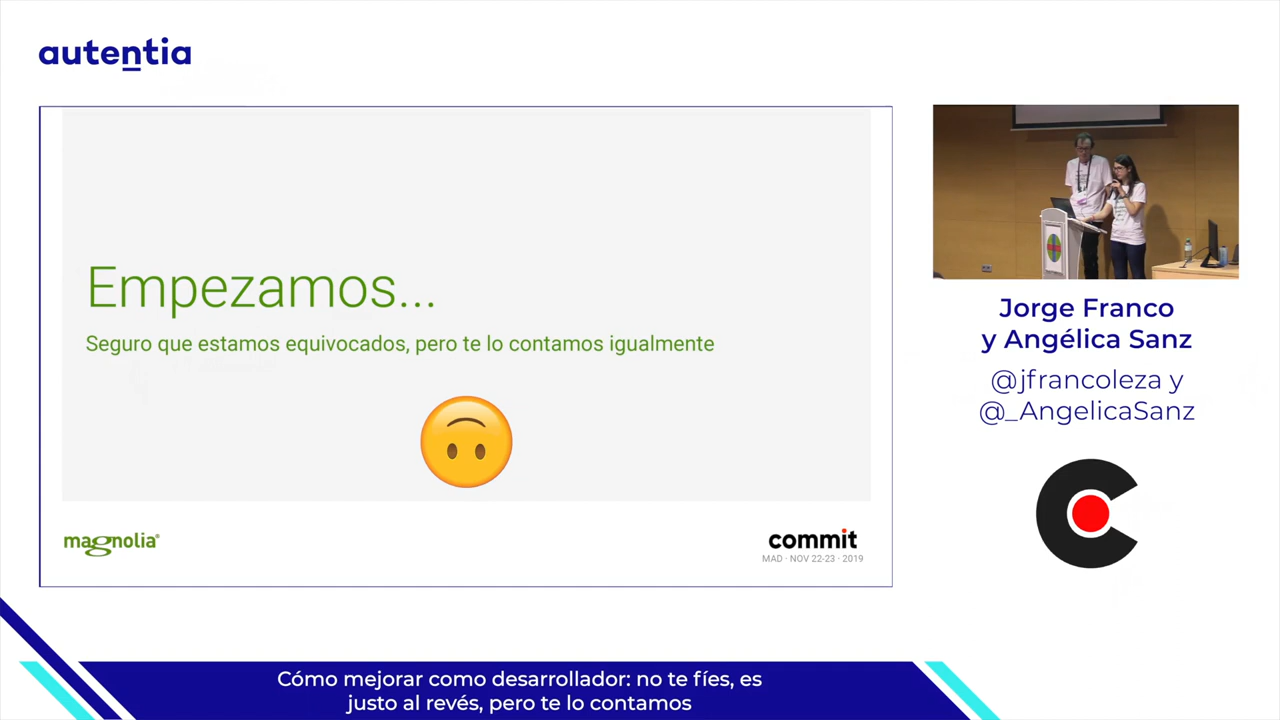 autentia
Empezamos...
Seguro que estamos equivocados, pero te lo contamos igualmente
magnolia®
commit
MAD · NOV 22-23 · 2019
Jorge Franco
y Angélica Sanz
@jfrancoleza y
@_AngelicaSanz
Cómo mejorar como desarrollador: no te fíes, es
justo al revés, pero te lo contamos